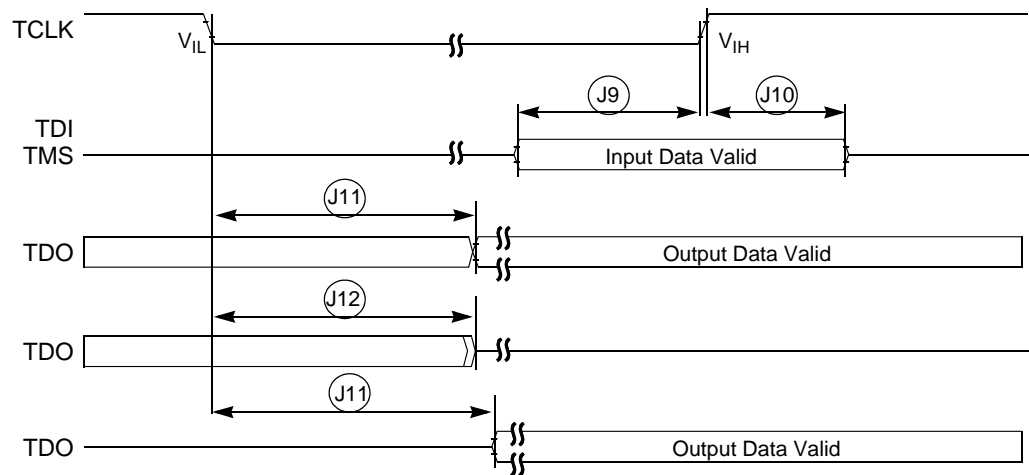 TCLK
VIL
VIH
J9
J10
TDI
TMS
Input Data Valid
J11
TDO
Output Data Valid
J12
TDO
J11
TDO
Output Data Valid